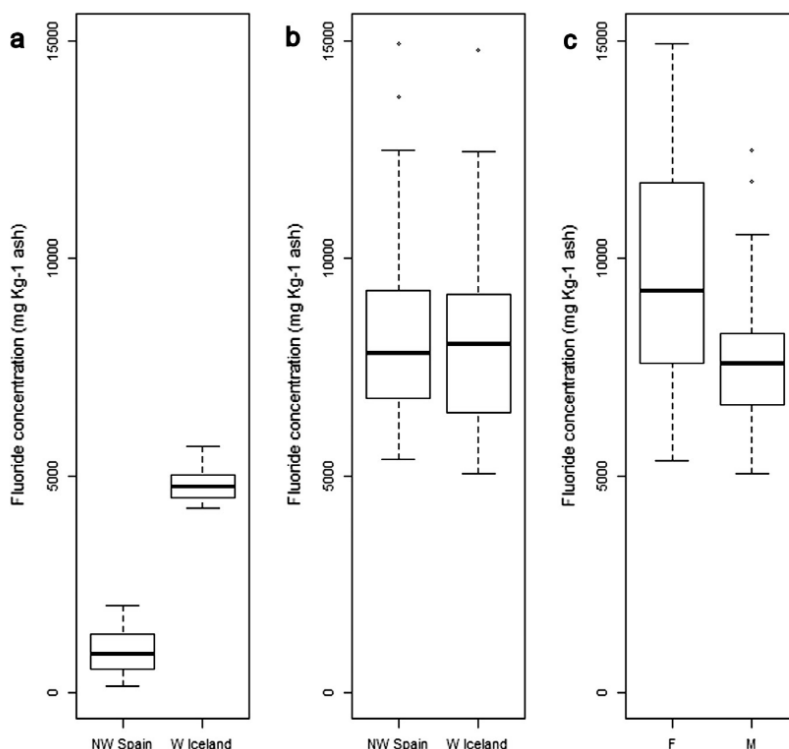 a
Fluoride concentration (mg Kg-1 ash)
15000
10000
5000
0
NW Spain
W Iceland
b
Fluoride concentration (mg Kg-1 ash)
15000
10000
5000
0
NW Spain
W Iceland
c
Fluoride concentration (mg Kg-1 ash)
15000
10000
5000
0
F
M